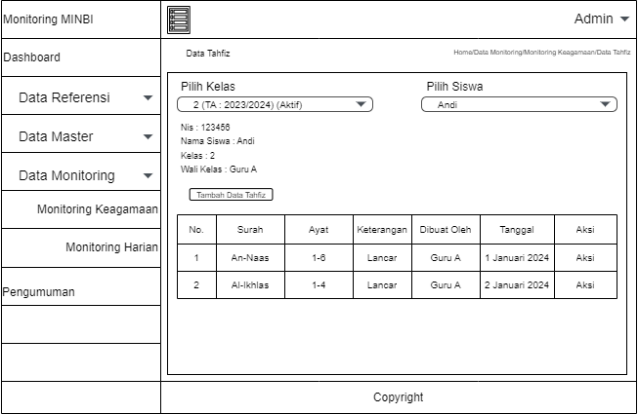 Monitoring MINBI
Admin
Dashboard
Data Tahfiz
Home/Data Monitoring/Monitoring Keagamaan/Data Tahfiz
Data Referensi
Data Master
Data Monitoring
Monitoring Keagamaan
Monitoring Harian
Pengumuman
Pilih Kelas
Pilih Siswa
2 (TA : 2023/2024) (Aktif)
Andi
Nis : 123456
Nama Siswa : Andi
Kelas : 2
Wali Kelas : Guru A
Tambah Data Tahfiz
No. Surah Ayat Keterangan Dibuat Oleh Tanggal Aksi
1 An-Naas 1-6 Lancar Guru A 1 Januari 2024 Aksi
2 Al-Ikhlas 1-4 Lancar Guru A 2 Januari 2024 Aksi
Copyright